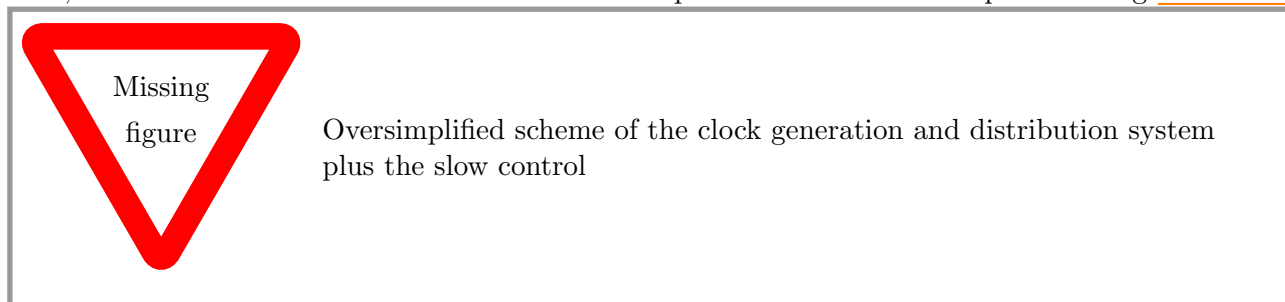 Missing
figure
Oversimplified scheme of the clock generation and distribution system
plus the slow control